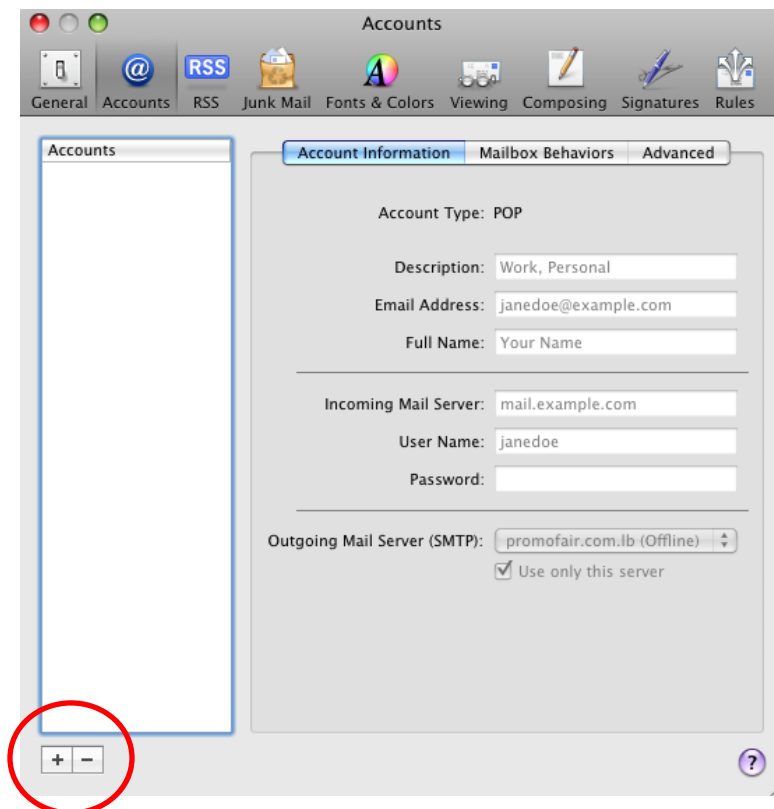 Accounts
RSS
General Accounts RSS Junk Mail Fonts & Colors Viewing Composing Signatures Rules
Accounts
Account Information Mailbox Behaviors Advanced
Account Type: POP
Description: Work, Personal
Email Address: janedoe@example.com
Full Name: Your Name
Incoming Mail Server: mail.example.com
User Name: janedoe
Password:
Outgoing Mail Server (SMTP): promofair.com.lb (Offline)
Use only this server
+ − ?